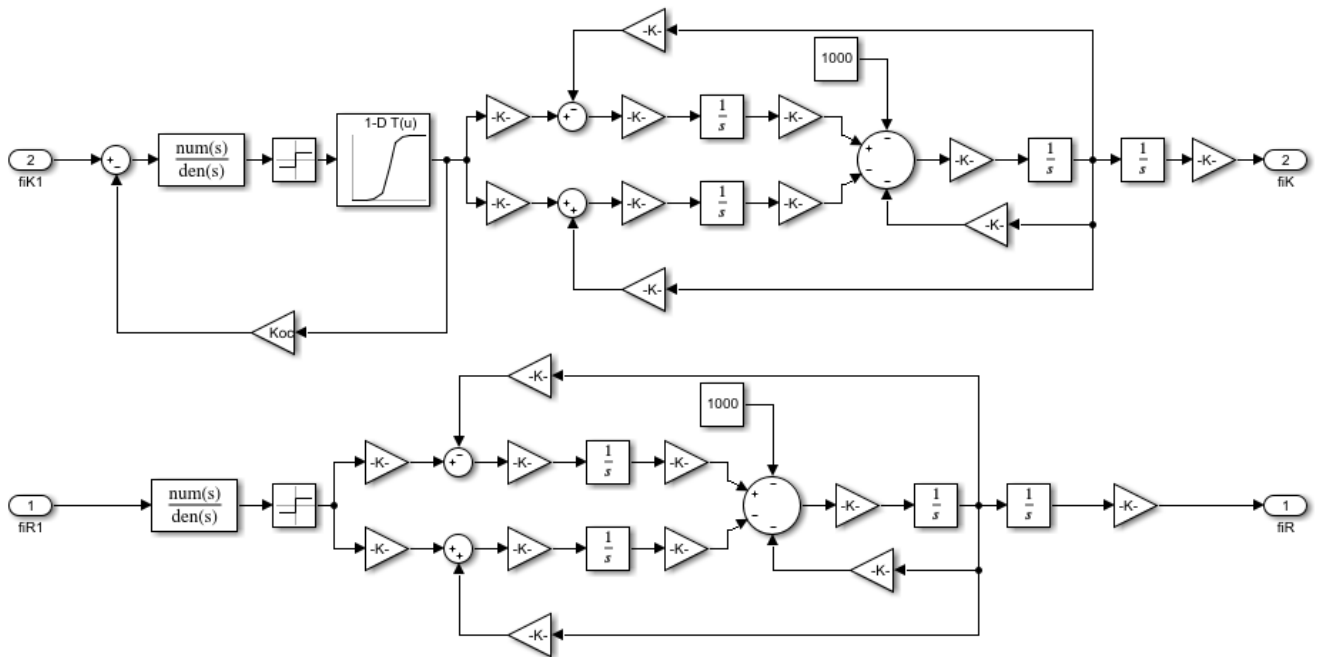 -K-
1000
1-D T(u)
-K-
-K-
1
s
-K-
2
fiK1
+
−
num(s)
den(s)
+
−
+
−
−
−
-K-
1
s
1
s
-K-
2
fiK
-K-
+
+
-K-
1
s
-K-
-K-
-K-
Koc
-K-
1000
-K-
+
−
-K-
1
s
-K-
1
fiR1
num(s)
den(s)
+
−
−
−
-K-
1
s
1
s
-K-
1
fiR
-K-
+
+
-K-
1
s
-K-
-K-
-K-